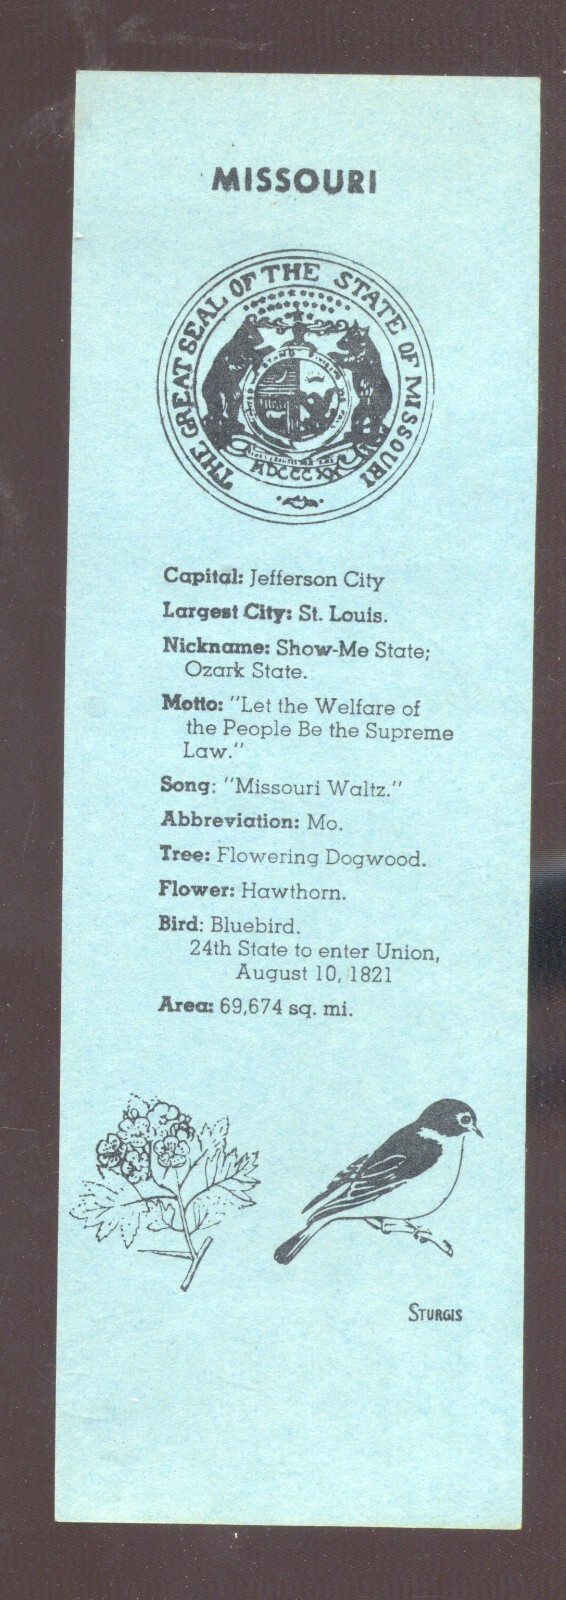 MISSOURI
THE GREAT SEAL OF THE STATE OF MISSOURI
MDCCCXX
Capital: Jefferson City
Largest City: St. Louis.
Nickname: Show-Me State;
Ozark State.
Motto: "Let the Welfare of
the People Be the Supreme
Law."
Song: "Missouri Waltz."
Abbreviation: Mo.
Tree: Flowering Dogwood.
Flower: Hawthorn.
Bird: Bluebird.
24th State to enter Union,
August 10, 1821
Area: 69,674 sq. mi.
STURGIS